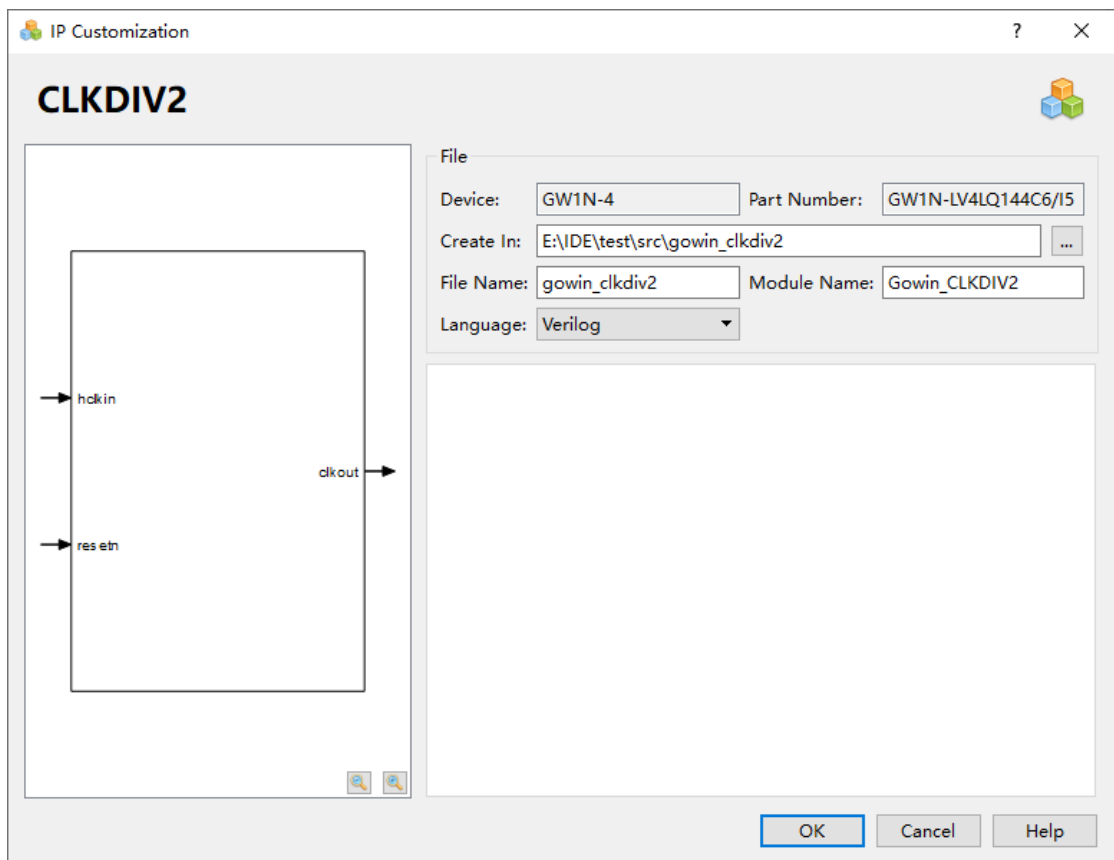 IP Customization
?
CLKDIV2
hclkin
resetn
clkout
File
Device: GW1N-4 Part Number: GW1N-LV4LQ144C6/I5
Create In: E:\IDE\test\src\gowin_clkdiv2 ...
File Name: gowin_clkdiv2 Module Name: Gowin_CLKDIV2
Language: Verilog
OK Cancel Help